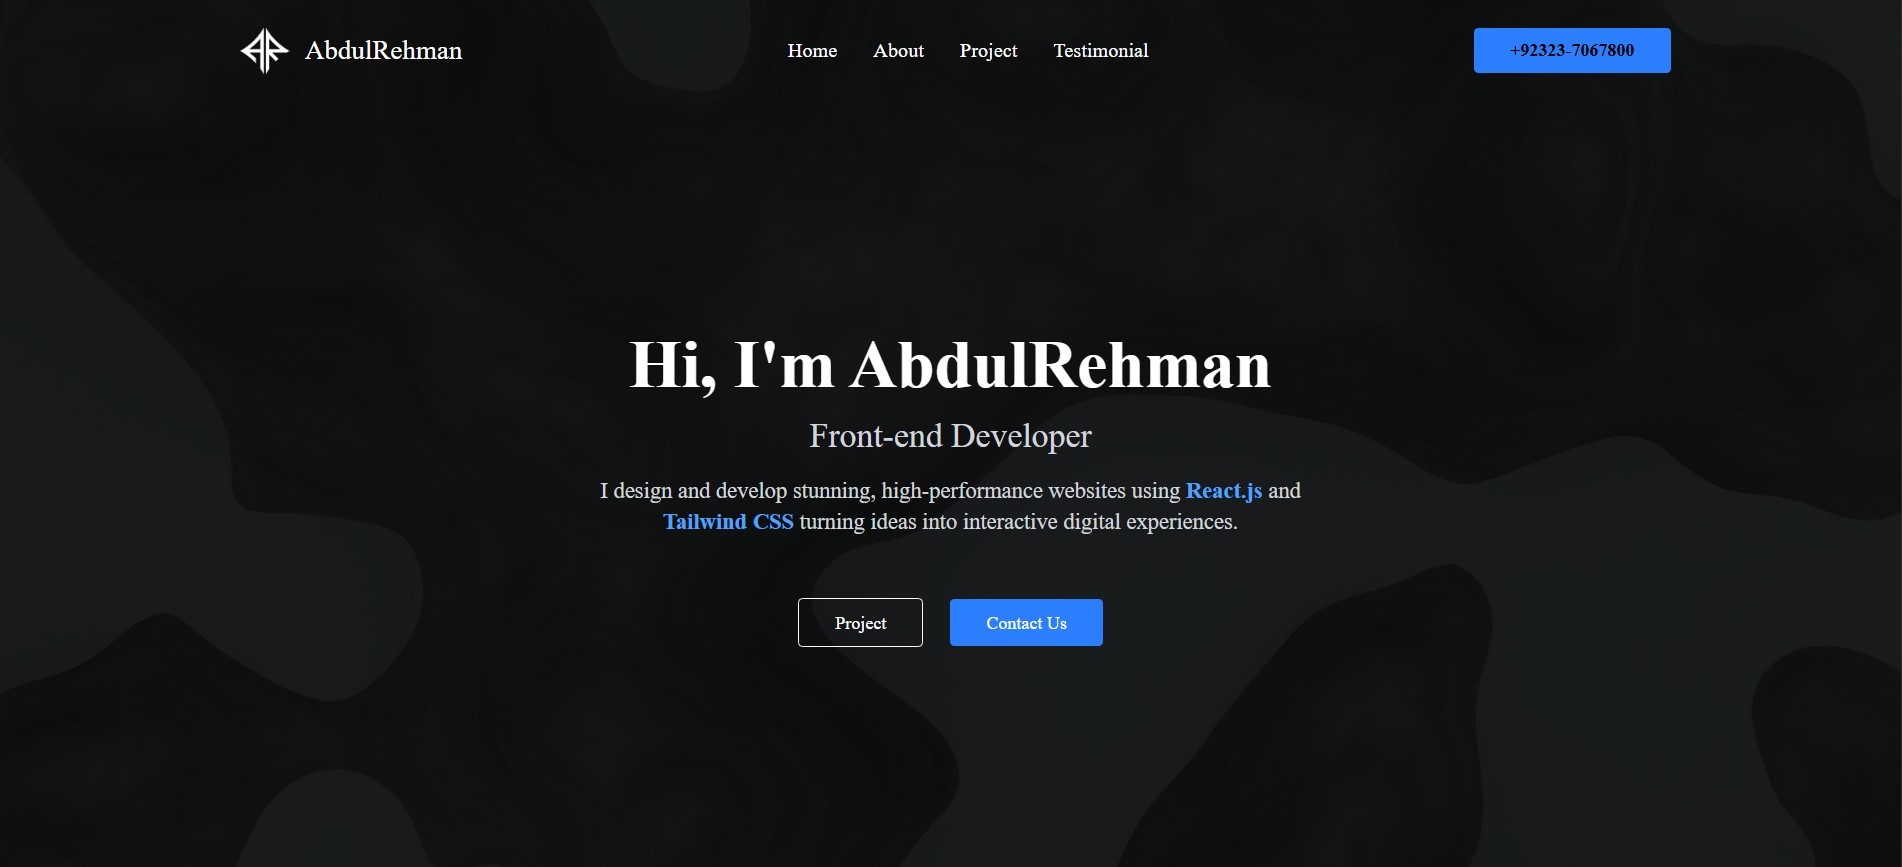 AbdulRehman
Home About Project Testimonial
+92323-7067800
Hi, I'm AbdulRehman
Front-end Developer
I design and develop stunning, high-performance websites using React.js and
Tailwind CSS turning ideas into interactive digital experiences.
Project
Contact Us